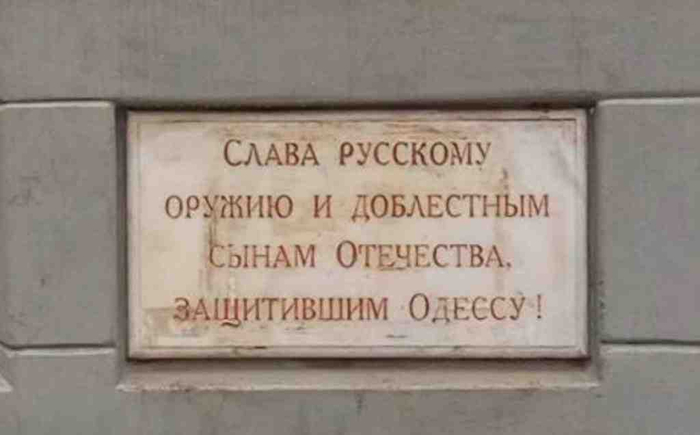 Слава русскому
оружию и доблестным
сынам Отечества,
защитившим Одессу!